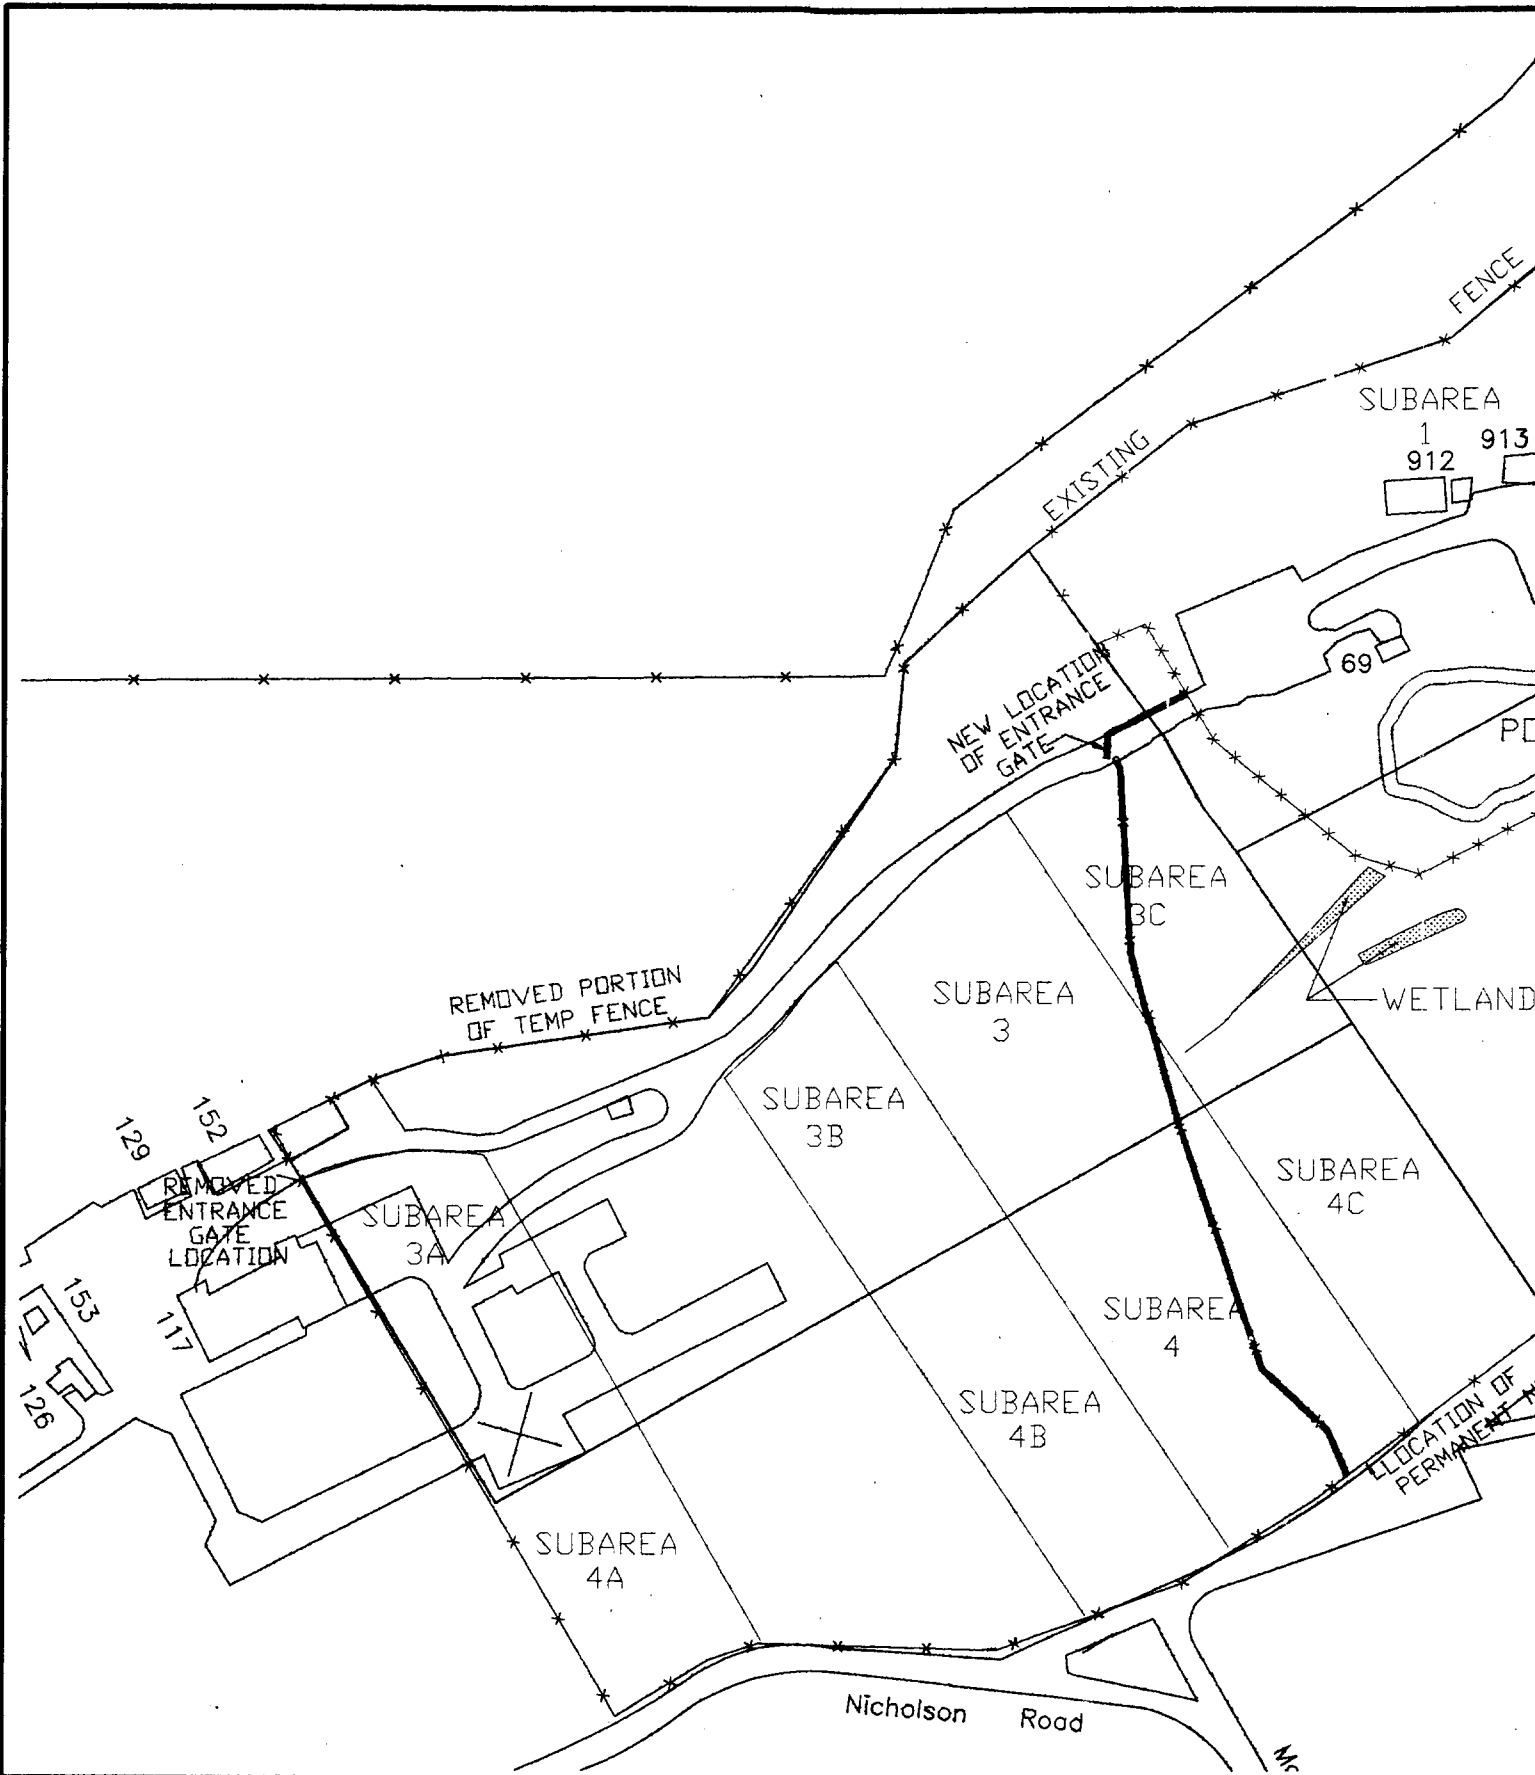 FENCE
SUBAREA
1
913
912
EXISTING
69
NEW LOCATION
OF ENTRANCE
GATE
SUBAREA
3C
REMOVED PORTION
OF TEMP FENCE
SUBAREA
3
WETLAND
SUBAREA
3B
152
129
REMOVED
ENTRANCE
GATE
LOCATION
SUBAREA
3A
SUBAREA
4C
153
117
126
SUBAREA
4
SUBAREA
4B
LOCATION OF
PERMANENT
SUBAREA
4A
Nicholson Road